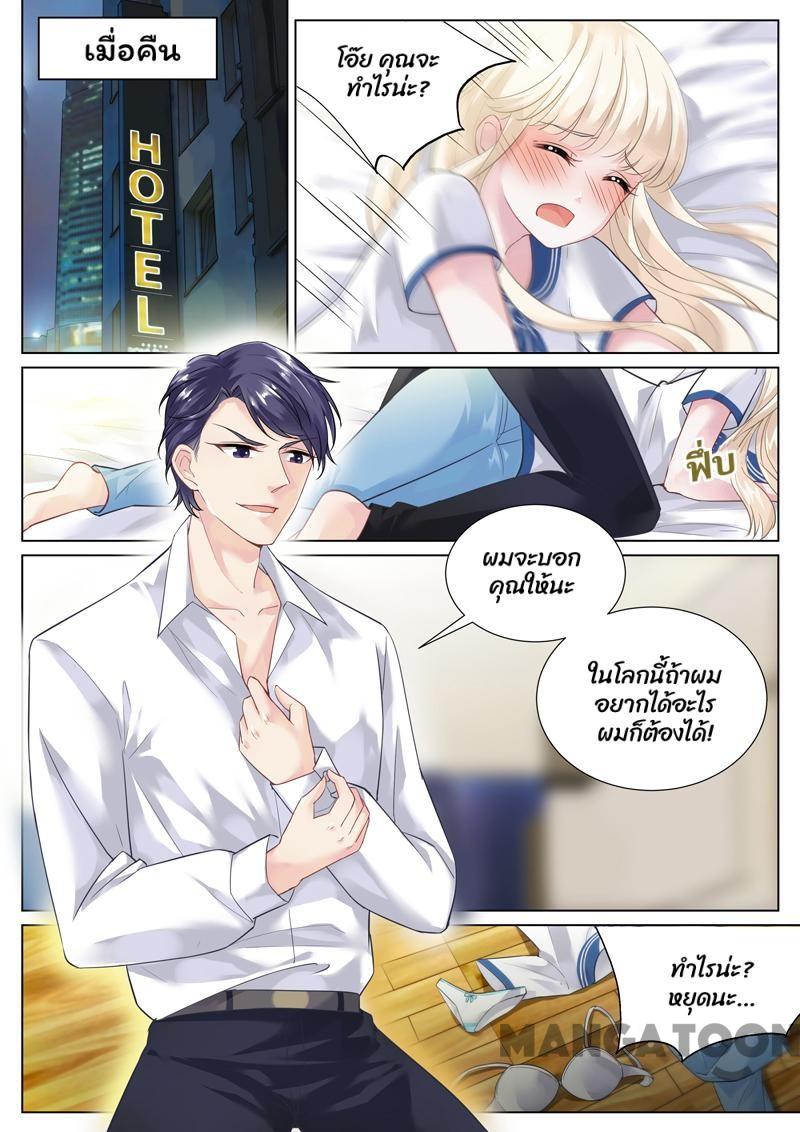 เมื่อคืน
HOTEL
โอ๊ย คุณจะ
ทำไรน่ะ?
ฟึ่บ
ผมจะบอก
คุณให้นะ
ในโลกนี้ถ้าผม
อยากได้อะไร
ผมก็ต้องได้!
ทำไรน่ะ?
หยุดนะ...
MANGATOON